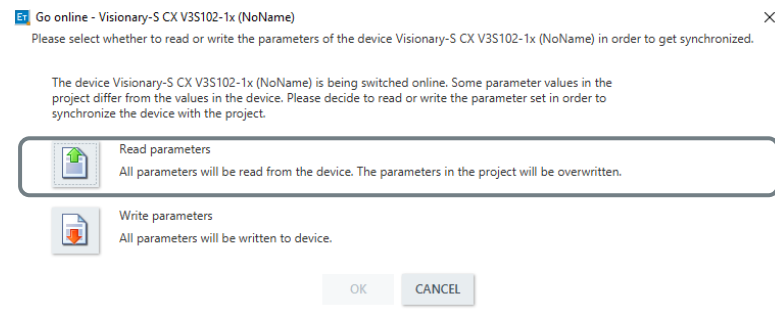 ET Go online - Visionary-S CX V3S102-1x (NoName)
Please select whether to read or write the parameters of the device Visionary-S CX V3S102-1x (NoName) in order to get synchronized.
The device Visionary-S CX V3S102-1x (NoName) is being switched online. Some parameter values in the
project differ from the values in the device. Please decide to read or write the parameter set in order to
synchronize the device with the project.
Read parameters
All parameters will be read from the device. The parameters in the project will be overwritten.
Write parameters
All parameters will be written to device.
OK CANCEL